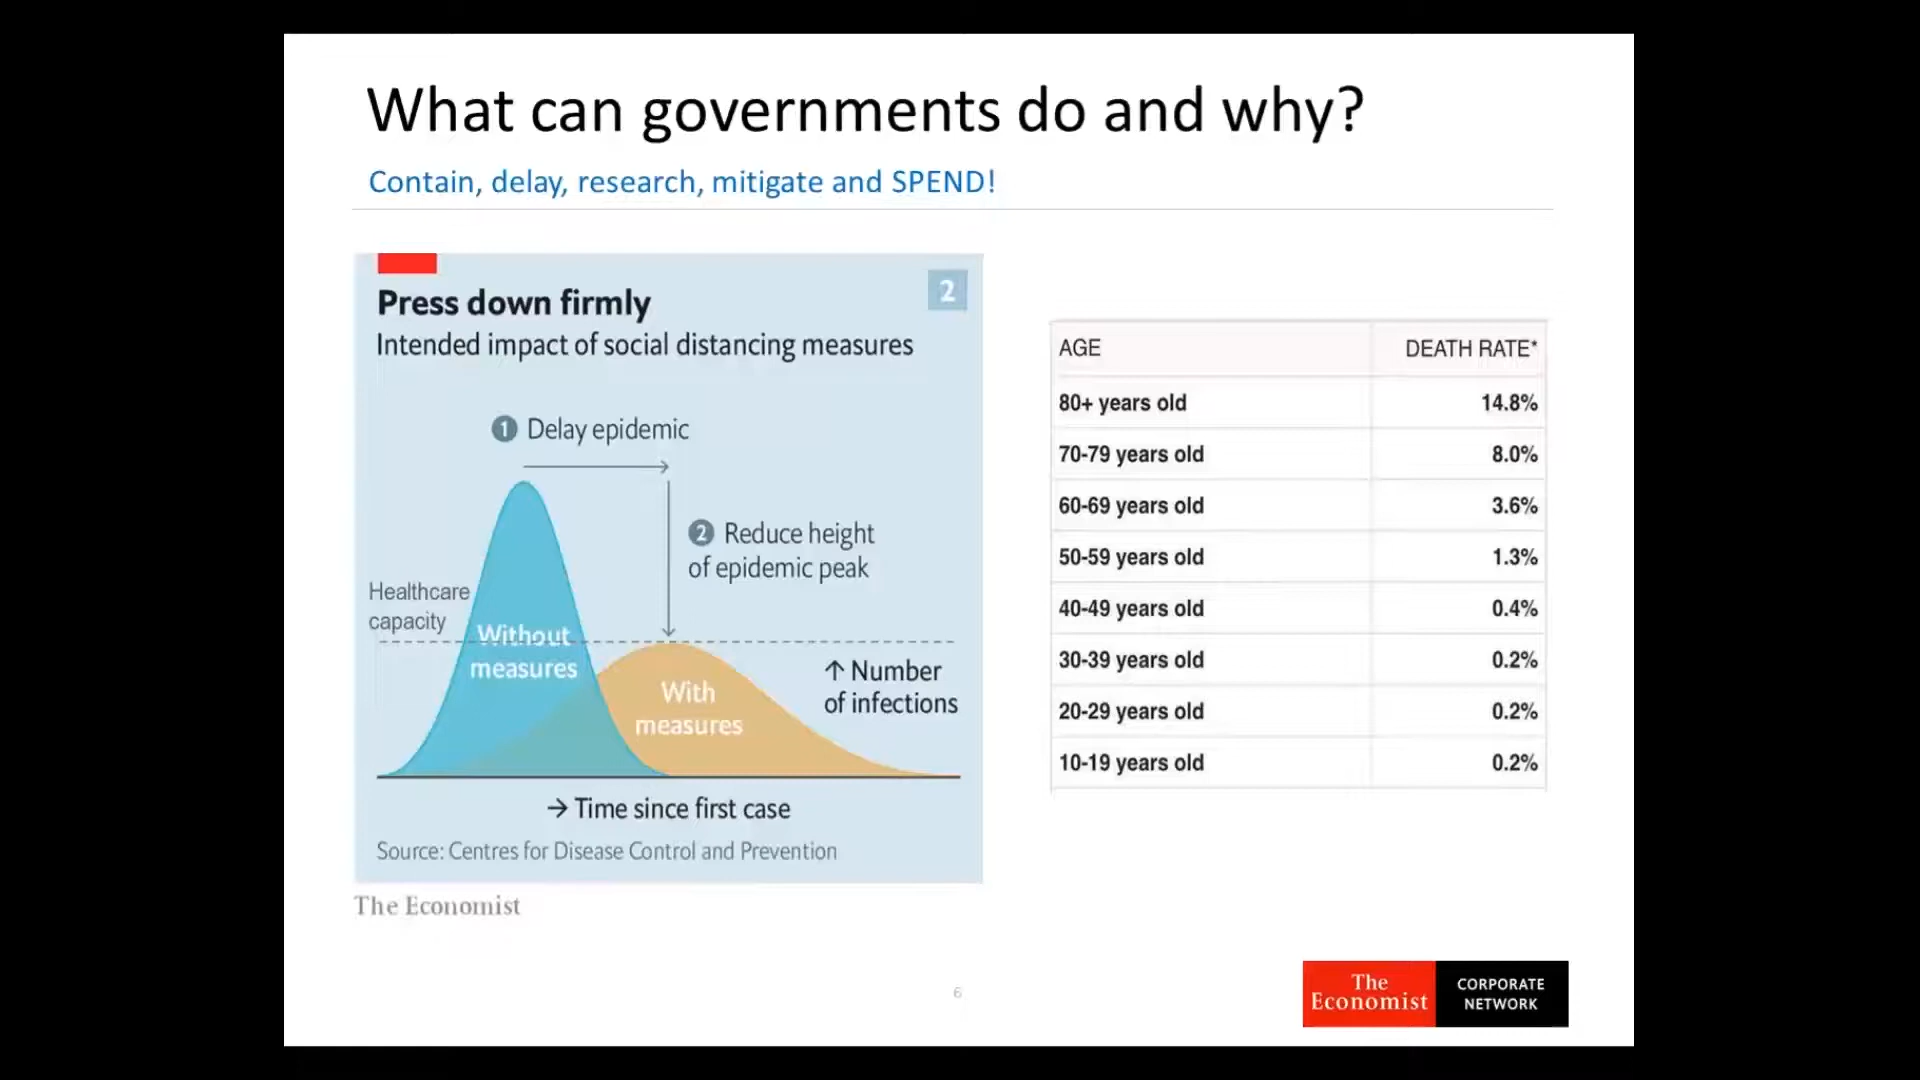 What can governments do and why?
Contain, delay, research, mitigate and SPEND!
Press down firmly
2
Intended impact of social distancing measures
1 Delay epidemic
2 Reduce height
of epidemic peak
Healthcare
capacity
Without
measures
With
measures
↑ Number
of infections
→ Time since first case
Source: Centres for Disease Control and Prevention
The Economist
AGE DEATH RATE*
80+ years old 14.8%
70-79 years old 8.0%
60-69 years old 3.6%
50-59 years old 1.3%
40-49 years old 0.4%
30-39 years old 0.2%
20-29 years old 0.2%
10-19 years old 0.2%
6
The
Economist
CORPORATE
NETWORK